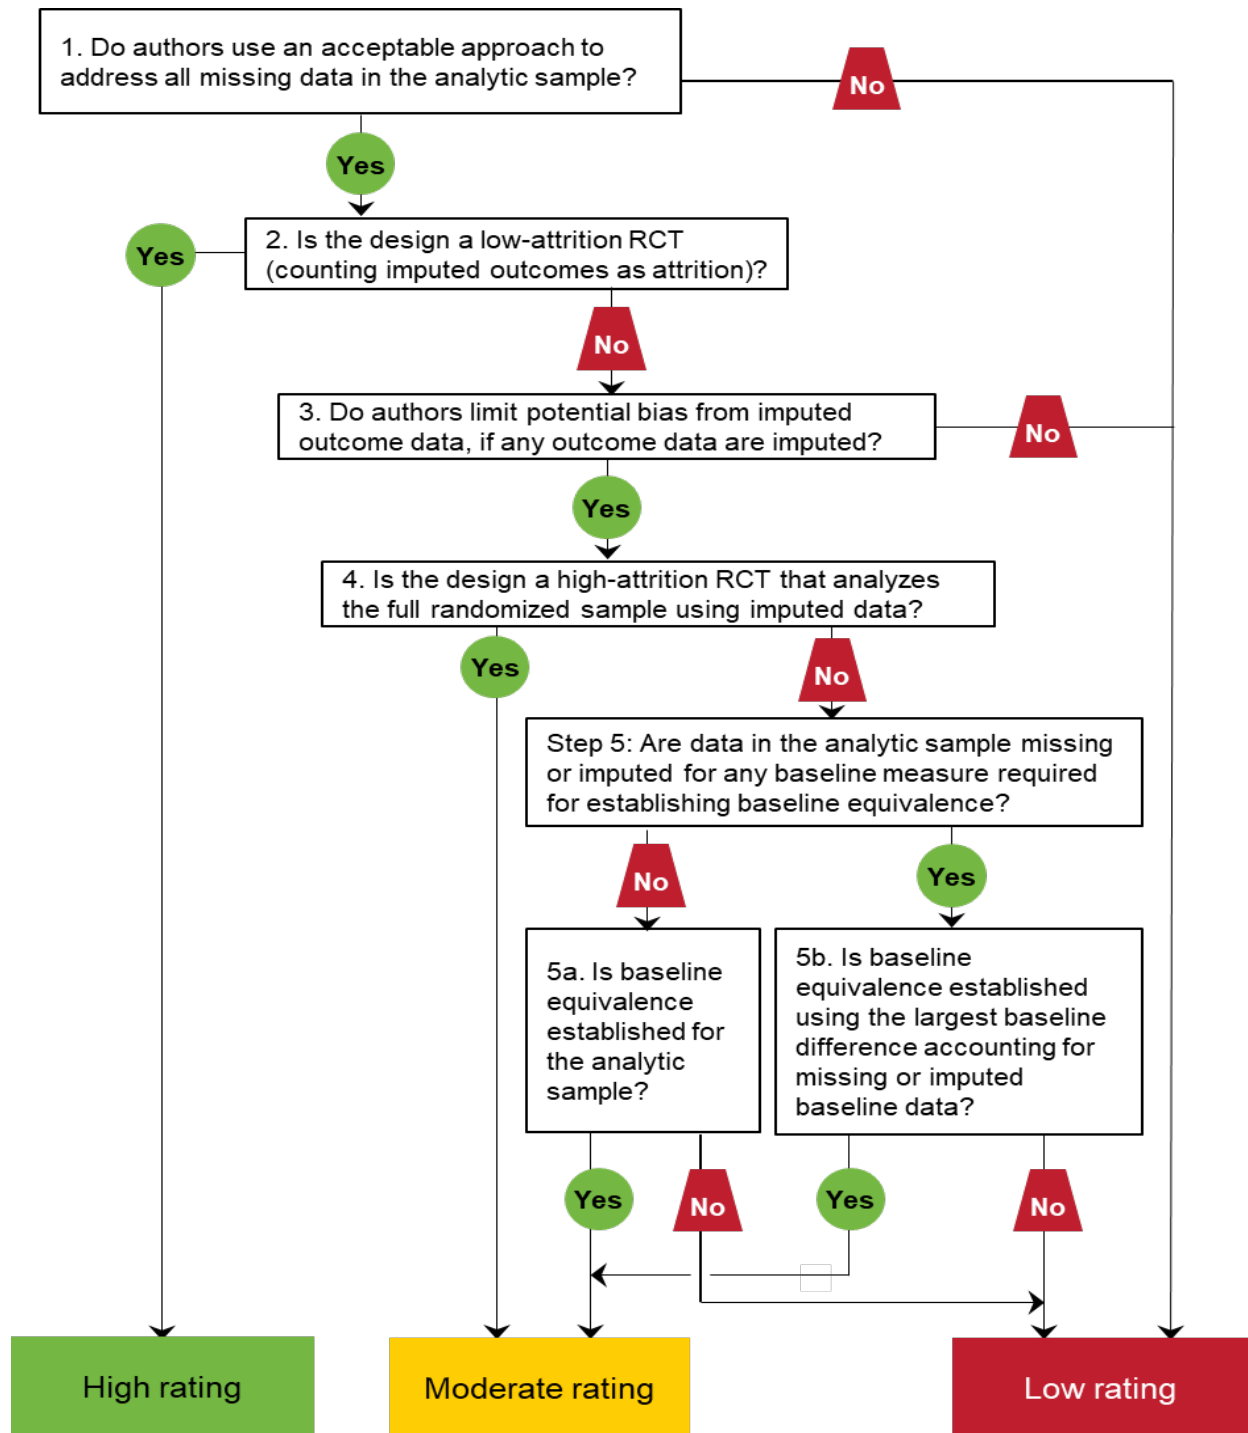 1. Do authors use an acceptable approach to
address all missing data in the analytic sample?
No
Yes
Yes
2. Is the design a low-attrition RCT
(counting imputed outcomes as attrition)?
No
3. Do authors limit potential bias from imputed
outcome data, if any outcome data are imputed?
No
Yes
4. Is the design a high-attrition RCT that analyzes
the full randomized sample using imputed data?
Yes
No
Step 5: Are data in the analytic sample missing
or imputed for any baseline measure required
for establishing baseline equivalence?
No
Yes
5a. Is baseline
equivalence
established for
the analytic
sample?
5b. Is baseline
equivalence established
using the largest baseline
difference accounting for
missing or imputed
baseline data?
Yes
No
Yes
No
High rating
Moderate rating
Low rating